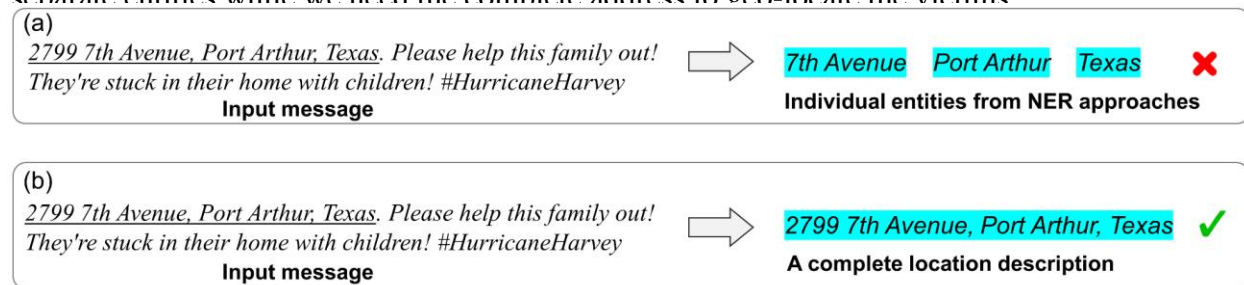 (a)
2799 7th Avenue, Port Arthur, Texas. Please help this family out!
They're stuck in their home with children! #HurricaneHarvey
Input message
7th Avenue Port Arthur Texas
Individual entities from NER approaches
(b)
2799 7th Avenue, Port Arthur, Texas. Please help this family out!
They're stuck in their home with children! #HurricaneHarvey
Input message
2799 7th Avenue, Port Arthur, Texas
A complete location description